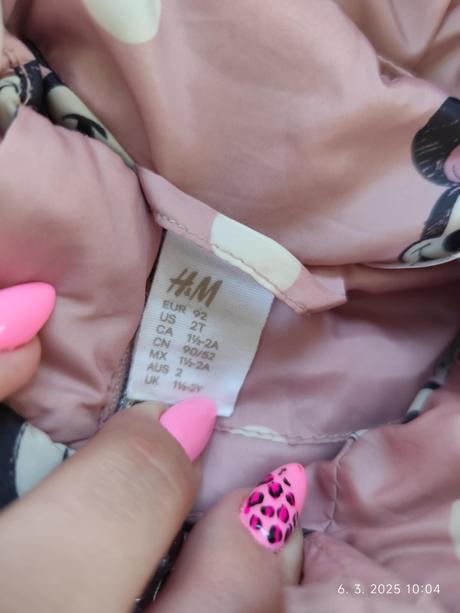 H&M
EUR 92
US 2T
CA 1½-2A
CN 90/52
MX 1½-2A
AUS 2
UK 1½-2Y
6. 3. 2025 10:04